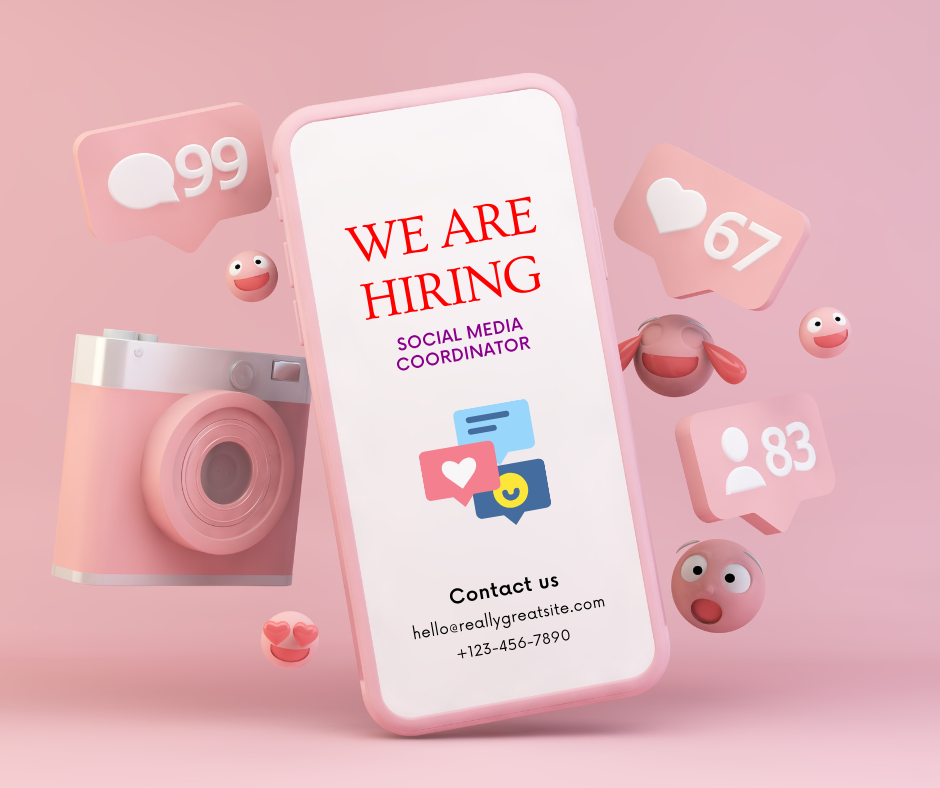 99
WE ARE
HIRING
67
SOCIAL MEDIA
COORDINATOR
83
Contact us
hello@reallygreatsite.com
+123-456-7890